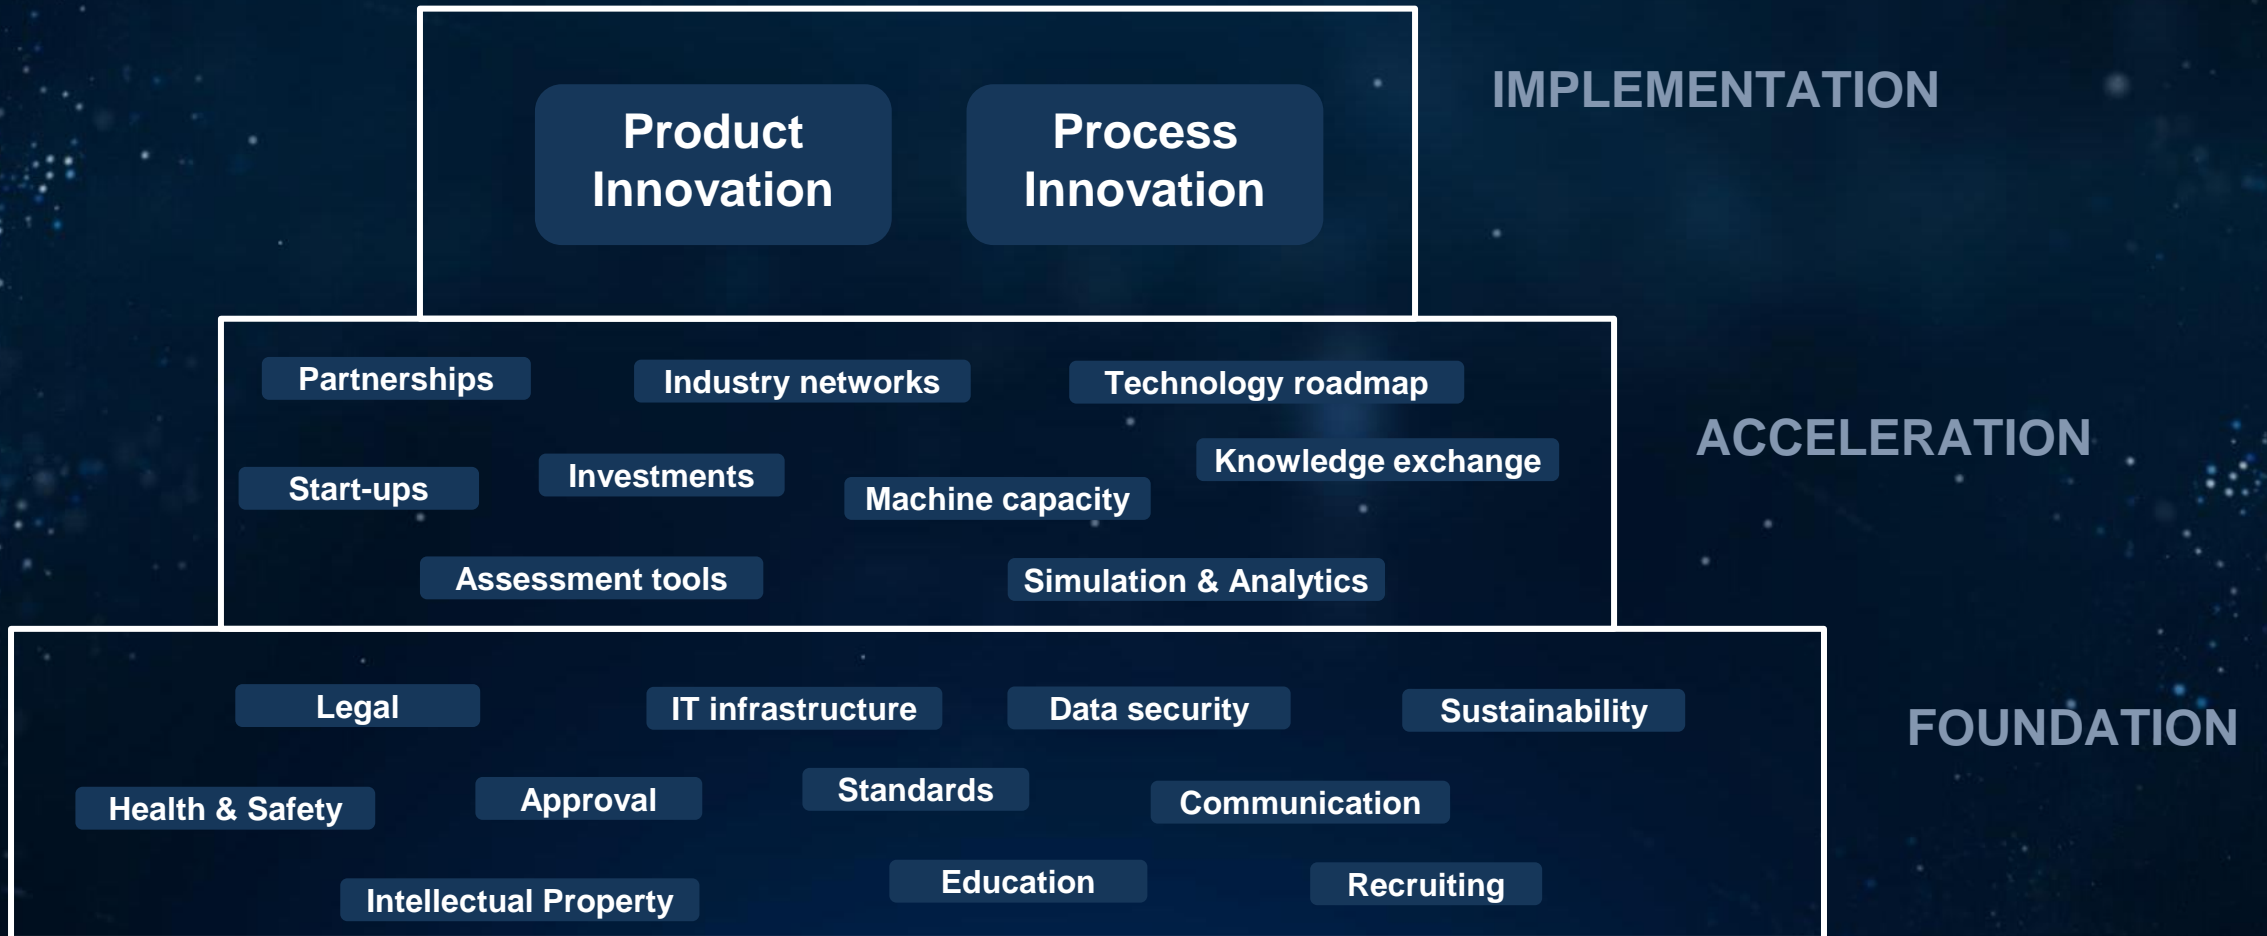 Product
Innovation
Process
Innovation
IMPLEMENTATION
Partnerships
Industry networks
Technology roadmap
Knowledge exchange
Start-ups
Investments
Machine capacity
Assessment tools
Simulation & Analytics
ACCELERATION
Legal
IT infrastructure
Data security
Sustainability
Health & Safety
Approval
Standards
Communication
Intellectual Property
Education
Recruiting
FOUNDATION